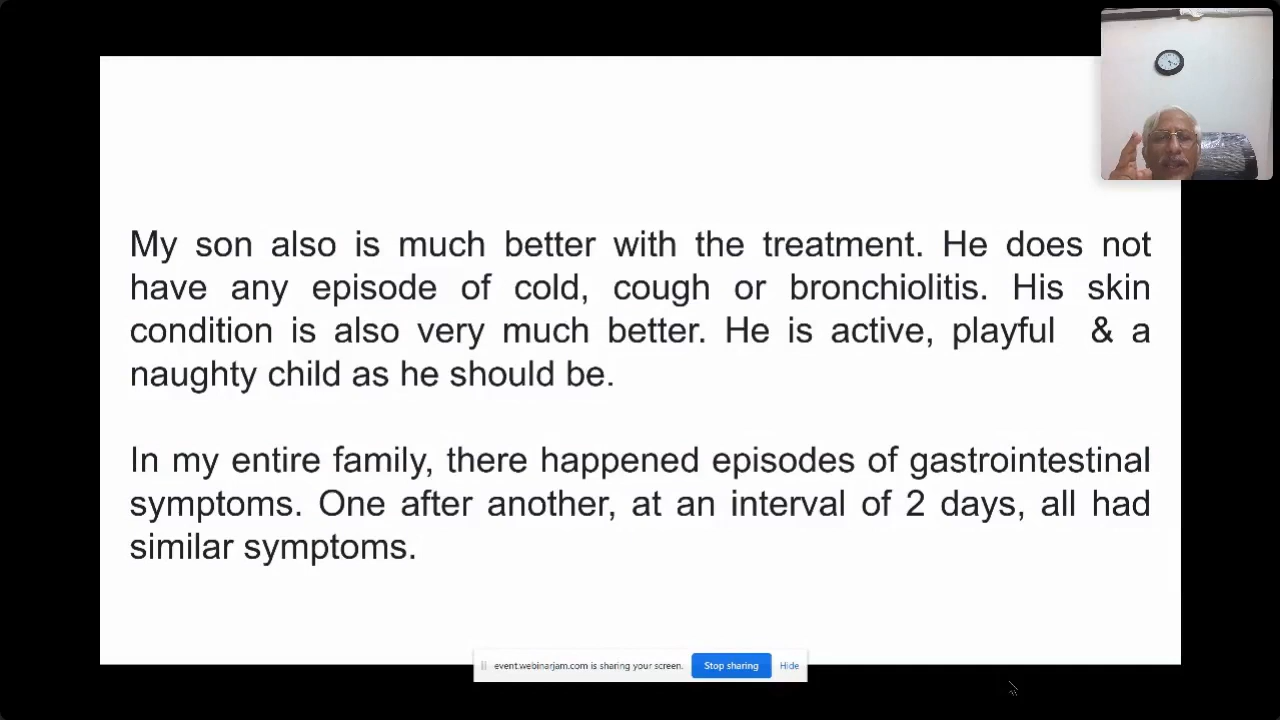 My son also is much better with the treatment. He does not
have any episode of cold, cough or bronchiolitis. His skin
condition is also very much better. He is active, playful & a
naughty child as he should be.
In my entire family, there happened episodes of gastrointestinal
symptoms. One after another, at an interval of 2 days, all had
similar symptoms.
event.webinarjam.com is sharing your screen. Stop sharing Hide